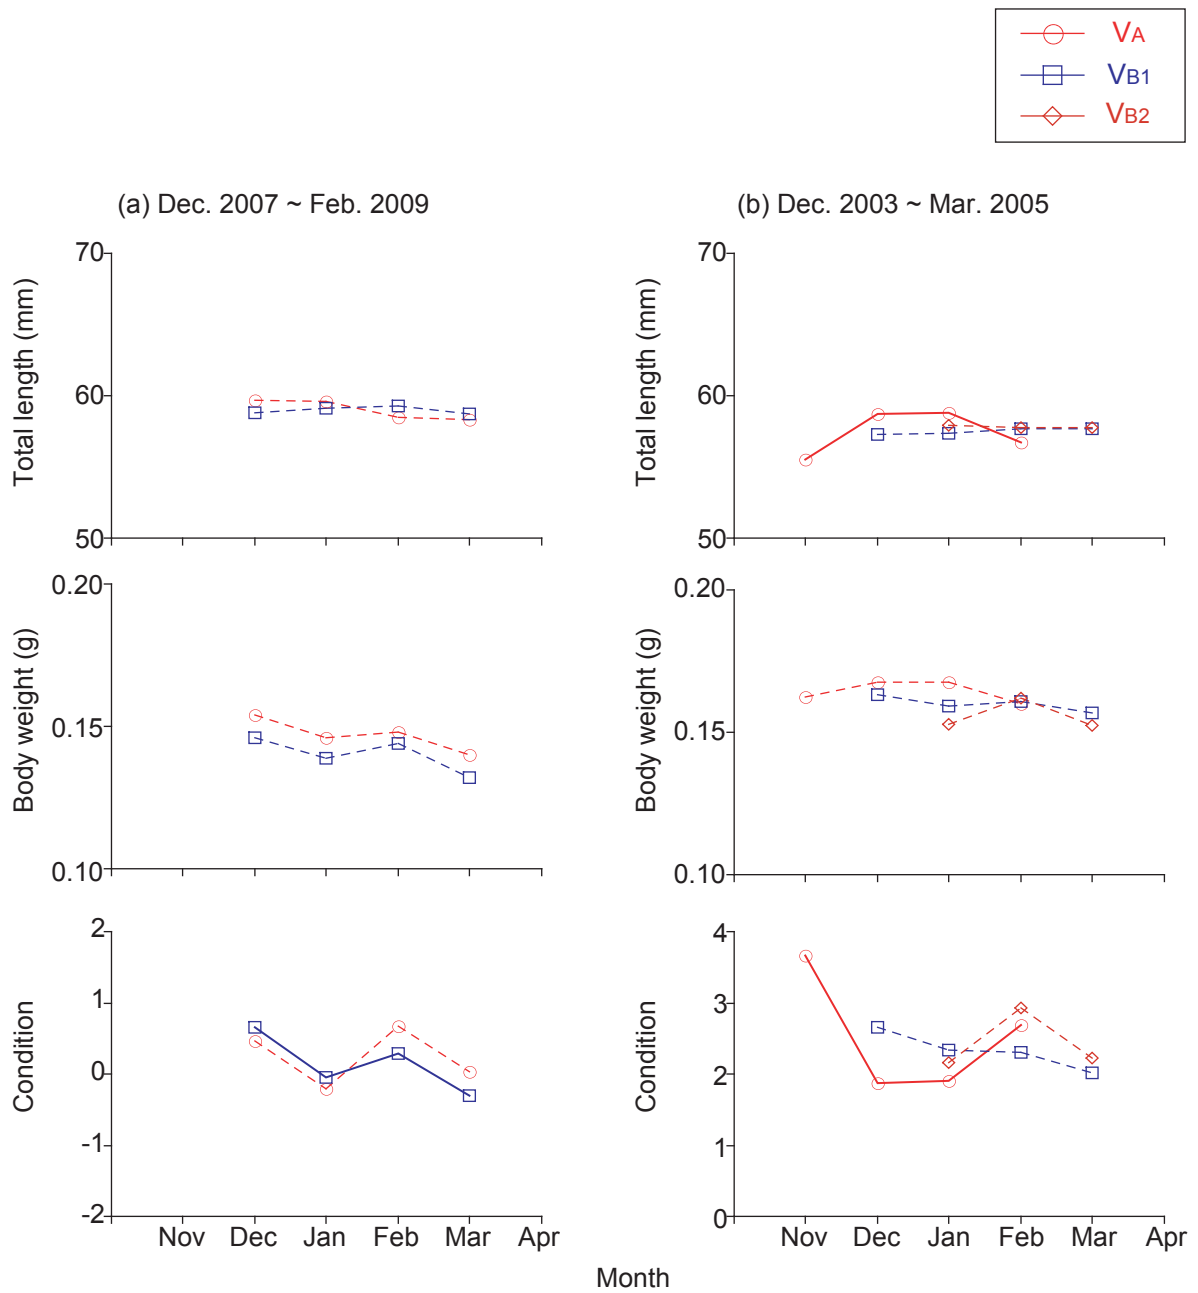 VA
VB1
VB2
(a) Dec. 2007 ~ Feb. 2009
(b) Dec. 2003 ~ Mar. 2005
Total length (mm)
70
60
50
Total length (mm)
70
60
50
Body weight (g)
0.20
0.15
0.10
Body weight (g)
0.20
0.15
0.10
Condition
2
1
0
-1
-2
Nov Dec Jan Feb Mar Apr
Condition
4
3
2
1
0
Nov Dec Jan Feb Mar Apr
Month